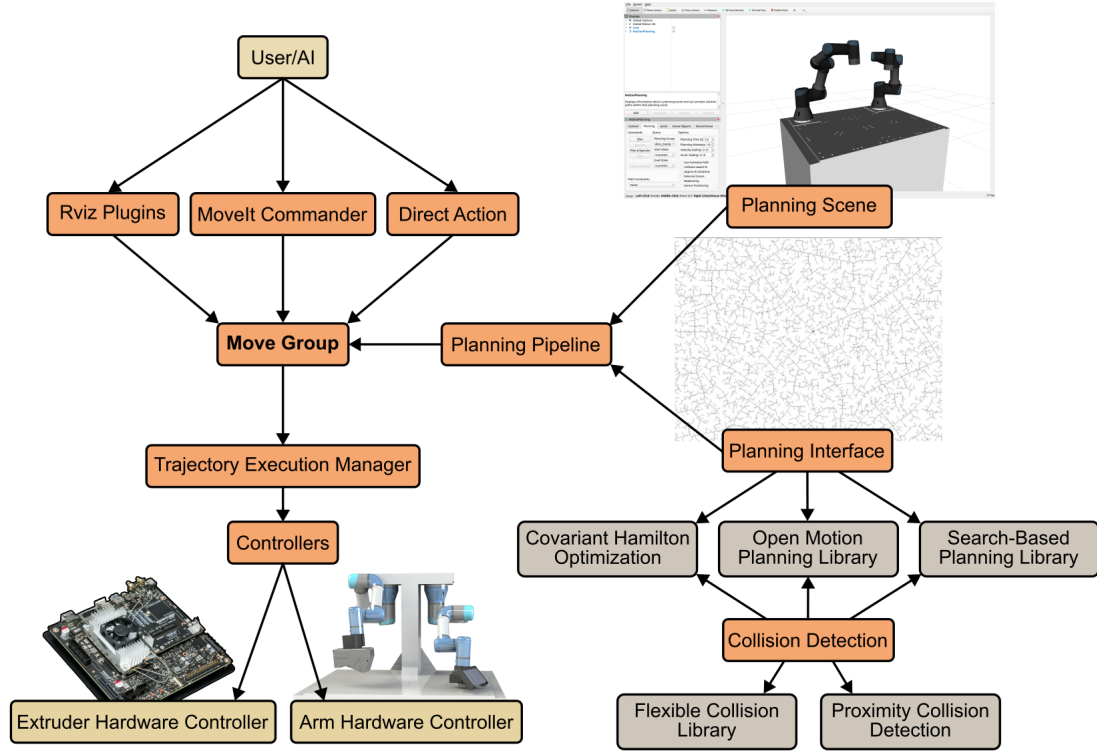 User/AI
Rviz Plugins
MoveIt Commander
Direct Action
Planning Scene
Move Group
Planning Pipeline
Trajectory Execution Manager
Planning Interface
Controllers
Covariant Hamilton
Optimization
Open Motion
Planning Library
Search-Based
Planning Library
Collision Detection
Extruder Hardware Controller
Arm Hardware Controller
Flexible Collision
Library
Proximity Collision
Detection